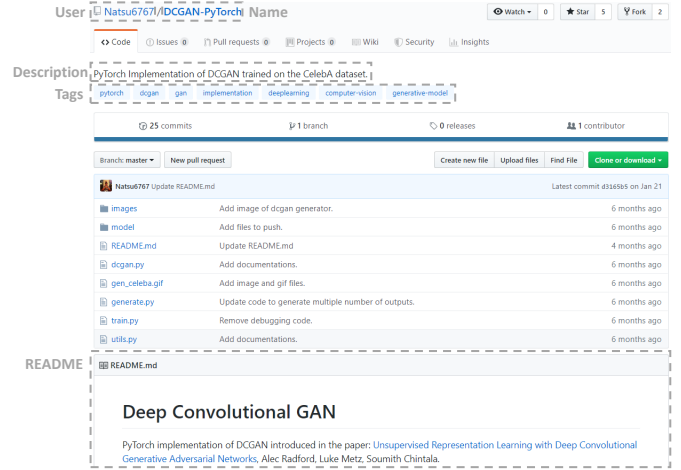 User Natsu6767/DCGAN-PyTorch Name Watch 0 Star 5 Fork 2
Code Issues 0 Pull requests 0 Projects 0 Wiki Security Insights
Description PyTorch Implementation of DCGAN trained on the CelebA dataset.
Tags pytorch dcgan gan implementation deeplearning computer-vision generative-model
25 commits 1 branch 0 releases 1 contributor
Branch: master New pull request Create new file Upload files Find File Clone or download
Natsu6767 Update README.md Latest commit d3165b5 on Jan 21
images Add image of dcgan generator. 6 months ago
model Add files to push. 6 months ago
README.md Update README.md 4 months ago
dcgan.py Add documentations. 6 months ago
gen_celeba.gif Add image and gif files. 6 months ago
generate.py Update code to generate multiple number of outputs. 6 months ago
train.py Remove debugging code. 6 months ago
utils.py Add documentations. 6 months ago
README README.md
Deep Convolutional GAN
PyTorch implementation of DCGAN introduced in the paper: Unsupervised Representation Learning with Deep Convolutional
Generative Adversarial Networks, Alec Radford, Luke Metz, Soumith Chintala.